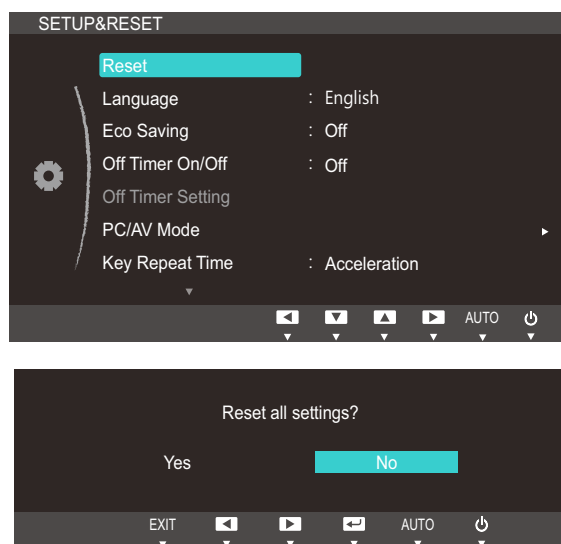 SETUP&RESET
Reset
Language : English
Eco Saving : Off
Off Timer On/Off : Off
Off Timer Setting
PC/AV Mode
Key Repeat Time : Acceleration
AUTO
Reset all settings?
Yes No
EXIT AUTO